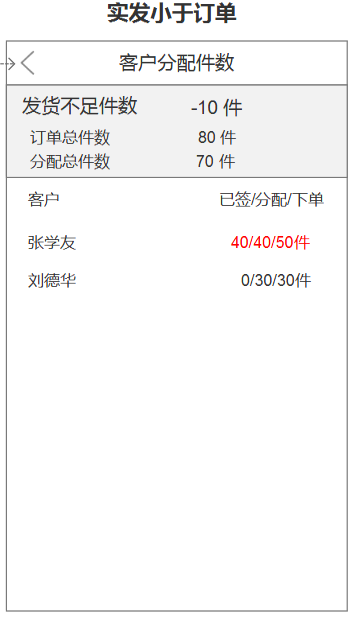 实发小于订单
客户分配件数
发货不足件数 -10 件
订单总件数 80 件
分配总件数 70 件
客户 已签/分配/下单
张学友 40/40/50件
刘德华 0/30/30件